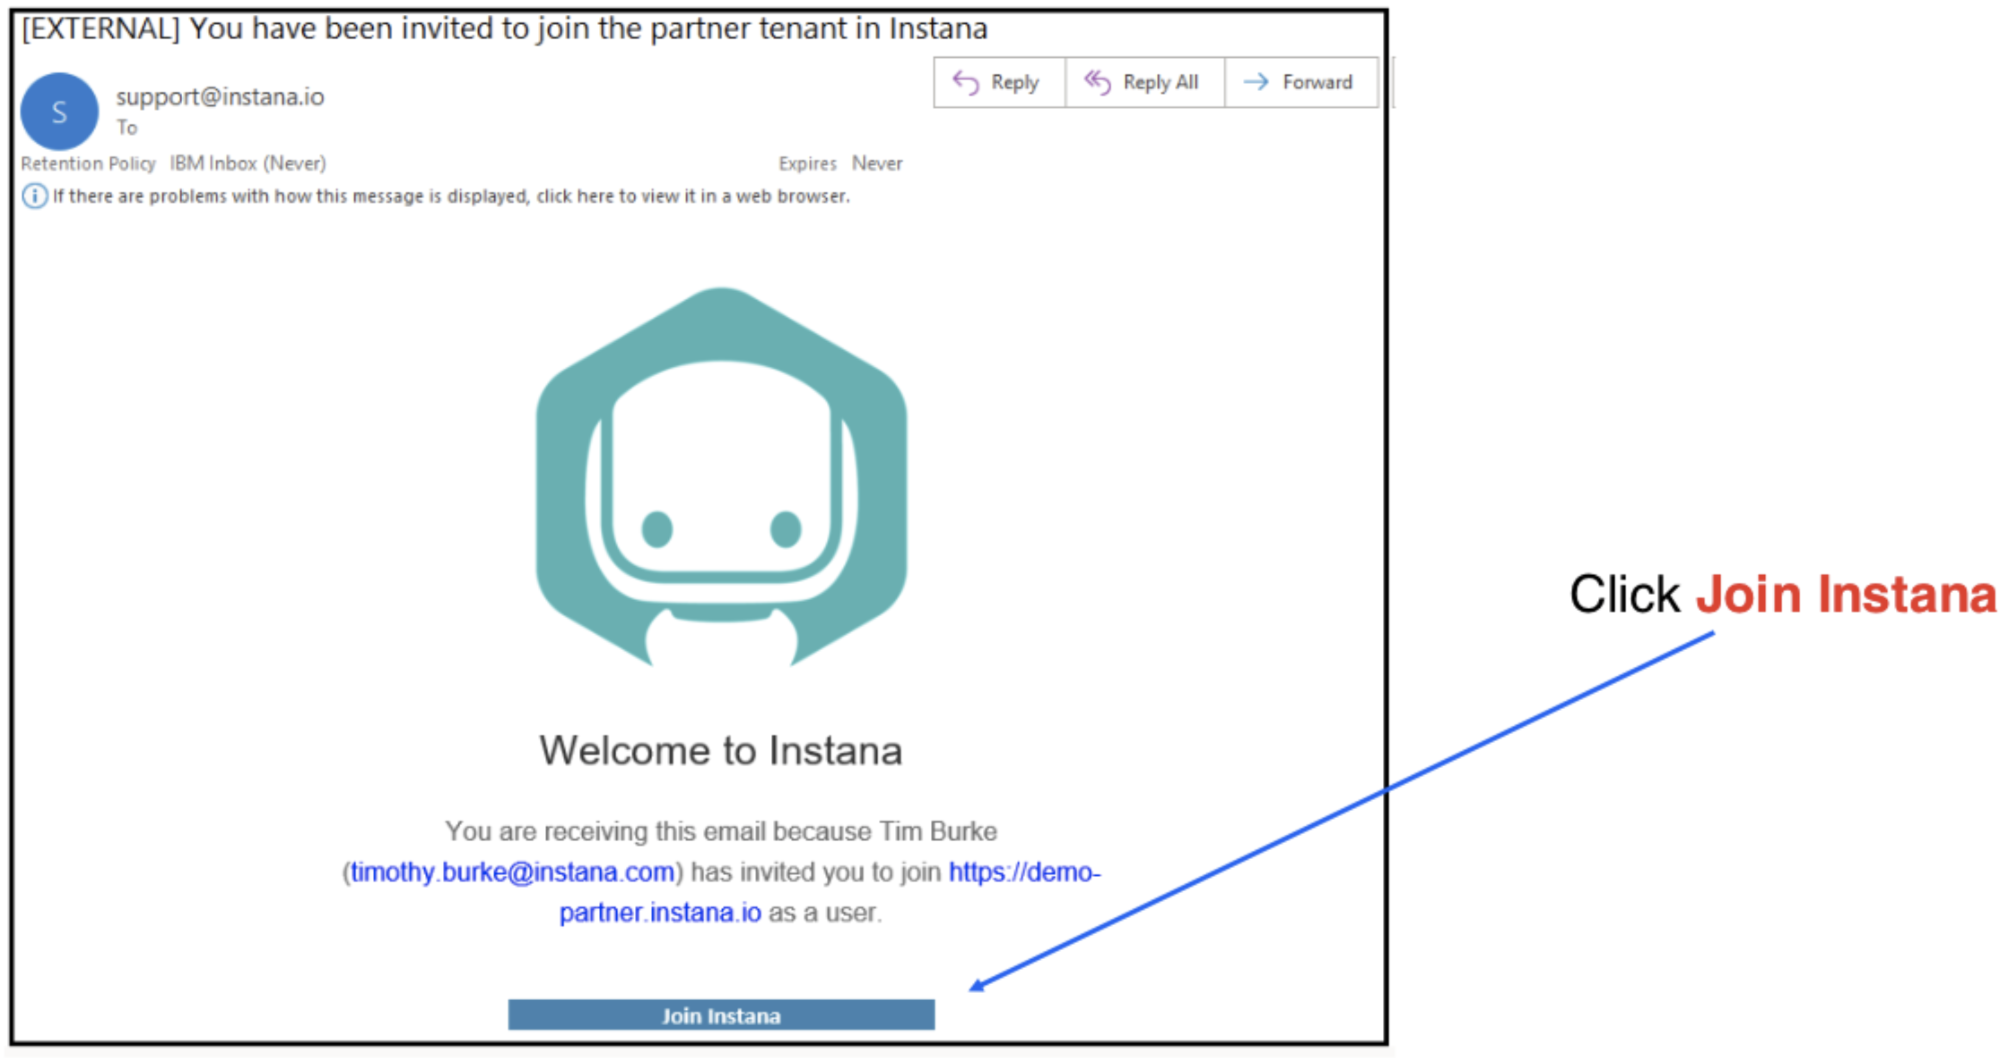 [EXTERNAL] You have been invited to join the partner tenant in Instana
Reply
Reply All
Forward
S
support@instana.io
To
Retention Policy IBM Inbox (Never)
Expires Never
If there are problems with how this message is displayed, click here to view it in a web browser.
Click Join Instana
Welcome to Instana
You are receiving this email because Tim Burke
(timothy.burke@instana.com) has invited you to join https://demo-
partner.instana.io as a user.
Join Instana